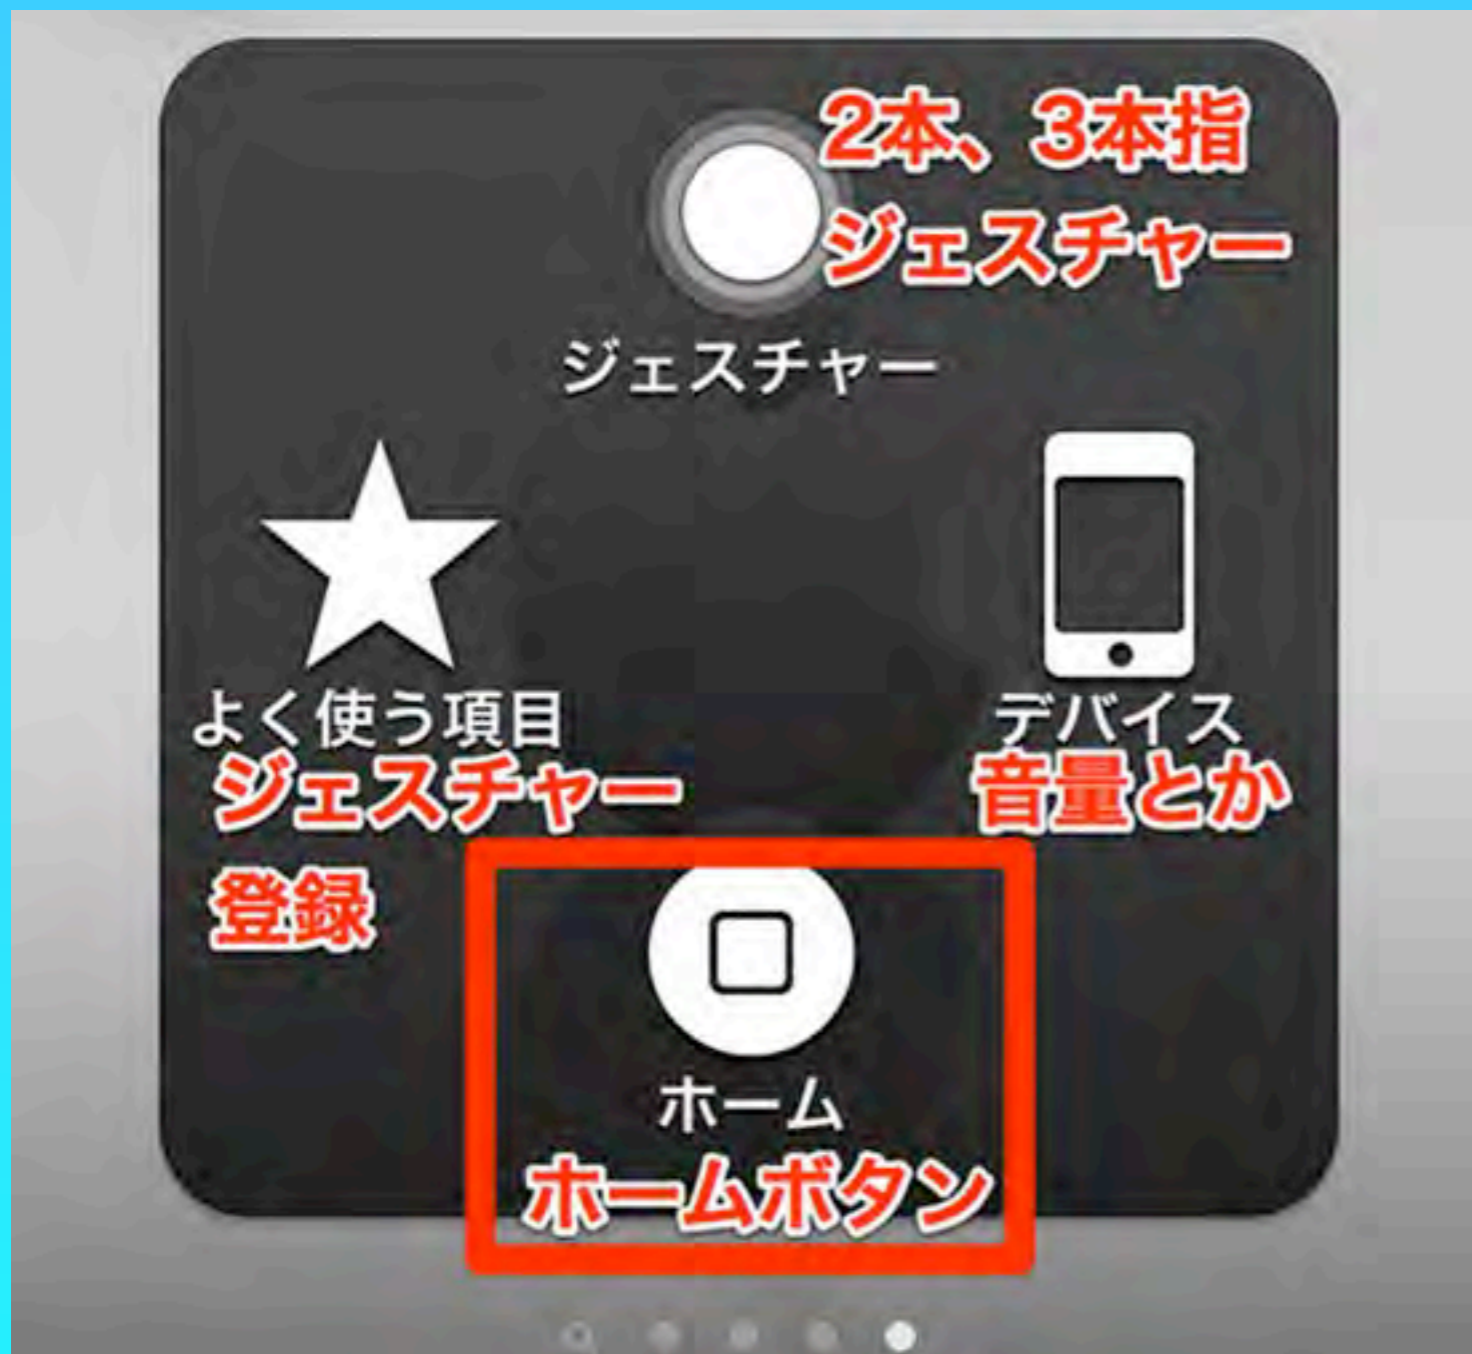 2本、3本指
ジェスチャー
ジェスチャー
よく使う項目
デバイス
ジェスチャー
音量とか
登録
ホーム
ホームボタン